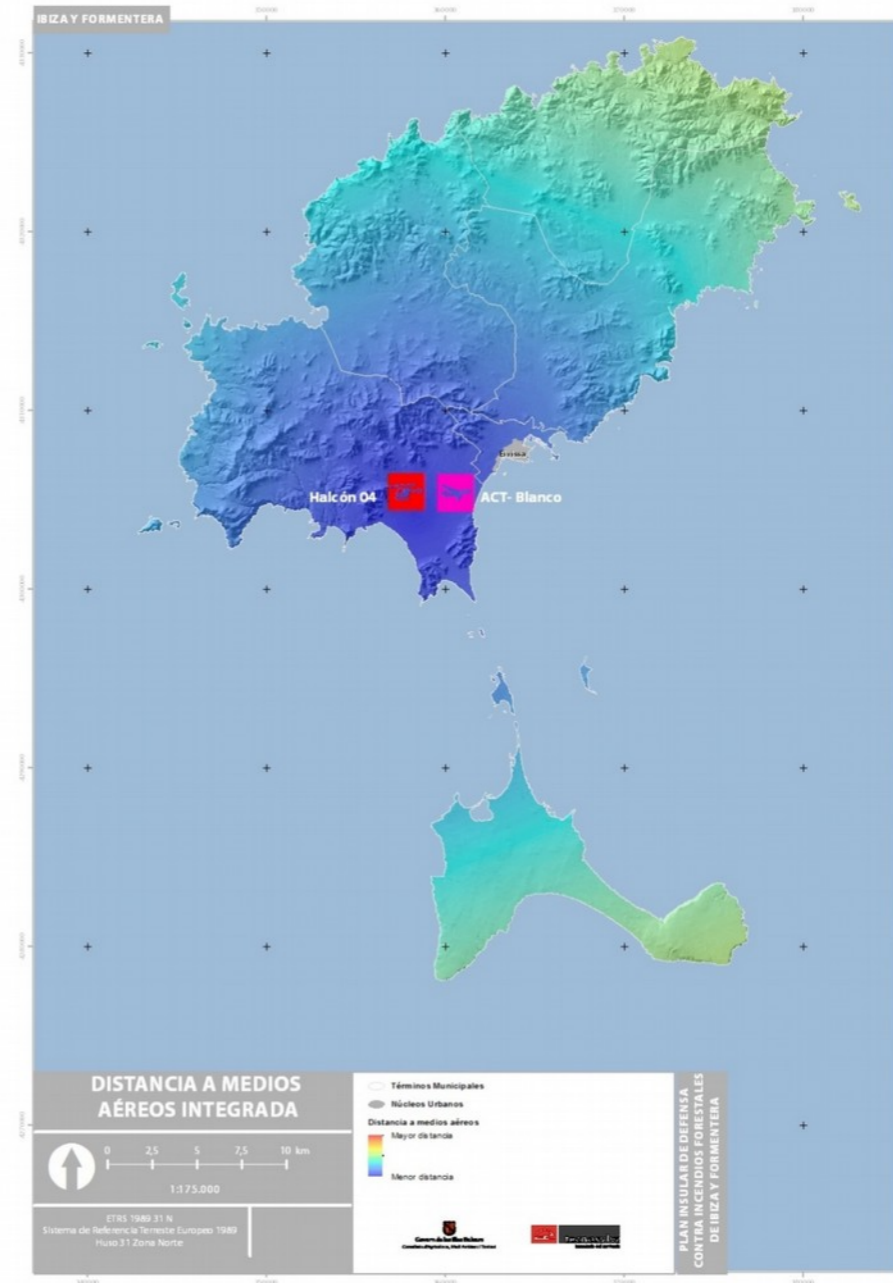 IBIZA Y FORMENTERA
Halcón 04
ACT- Blanco
DISTANCIA A MEDIOS
AÉREOS INTEGRADA
0 2,5 5 7,5 10 km
1:175.000
ETRS 1989 31 N
Sistema de Referencia Terrestre Europeo 1989
Huso 31 Zona Norte
Términos Municipales
Núcleos Urbanos
Distancia a medios aéreos
Mayor distancia
Menor distancia
PLAN INSULAR DE DEFENSA
CONTRA INCENDIOS FORESTALES
DE IBIZA Y FORMENTERA